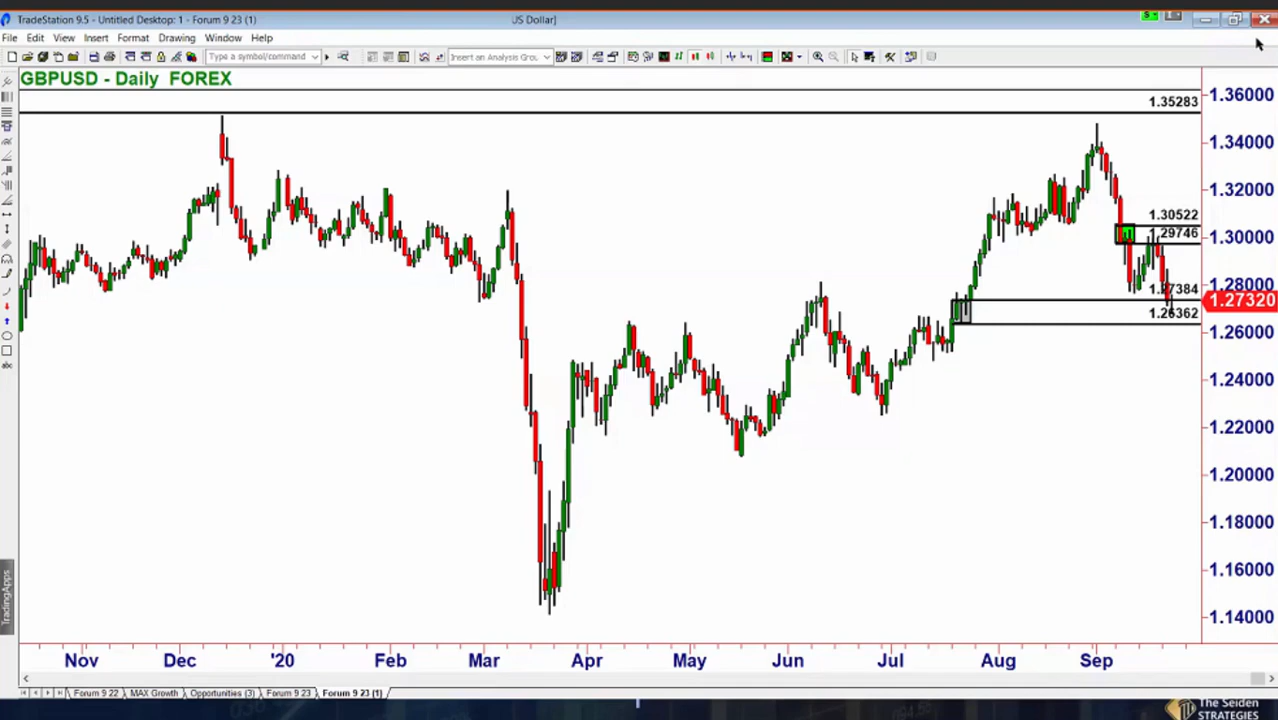 TradeStation 9.5 - Untitled Desktop: 1 - Forum 9 23 (1)
US Dollar]
File Edit View Insert Format Drawing Window Help
Type a symbol/command
Insert an Analysis Grou
GBPUSD - Daily FOREX
1.36000
1.35283
1.34000
1.32000
1.30522
1.29746
1.30000
1.28000
1.27384
1.27320
1.26362
1.26000
1.24000
1.22000
1.20000
1.18000
1.16000
1.14000
abc
TradingApps
Nov Dec '20 Feb Mar Apr May Jun Jul Aug Sep
Forum 9 22 MAX Growth Opportunities (3) Forum 9 23 Forum 9 23 (1)
The Seiden
STRATEGIES